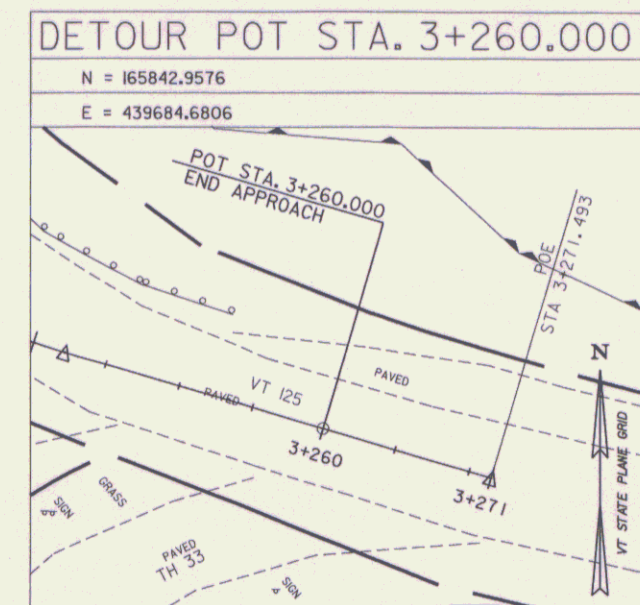 DETOUR POT STA. 3+260.000
N = 165842.9576
E = 439684.6806
POT STA. 3+260.000
END APPROACH
POE
STA 3+271.493
N
PAVED
VT 125
PAVED
3+260
3+271
VT STATE PLANE GRID
GRASS
SIGN
PAVED
TH 33
SIGN